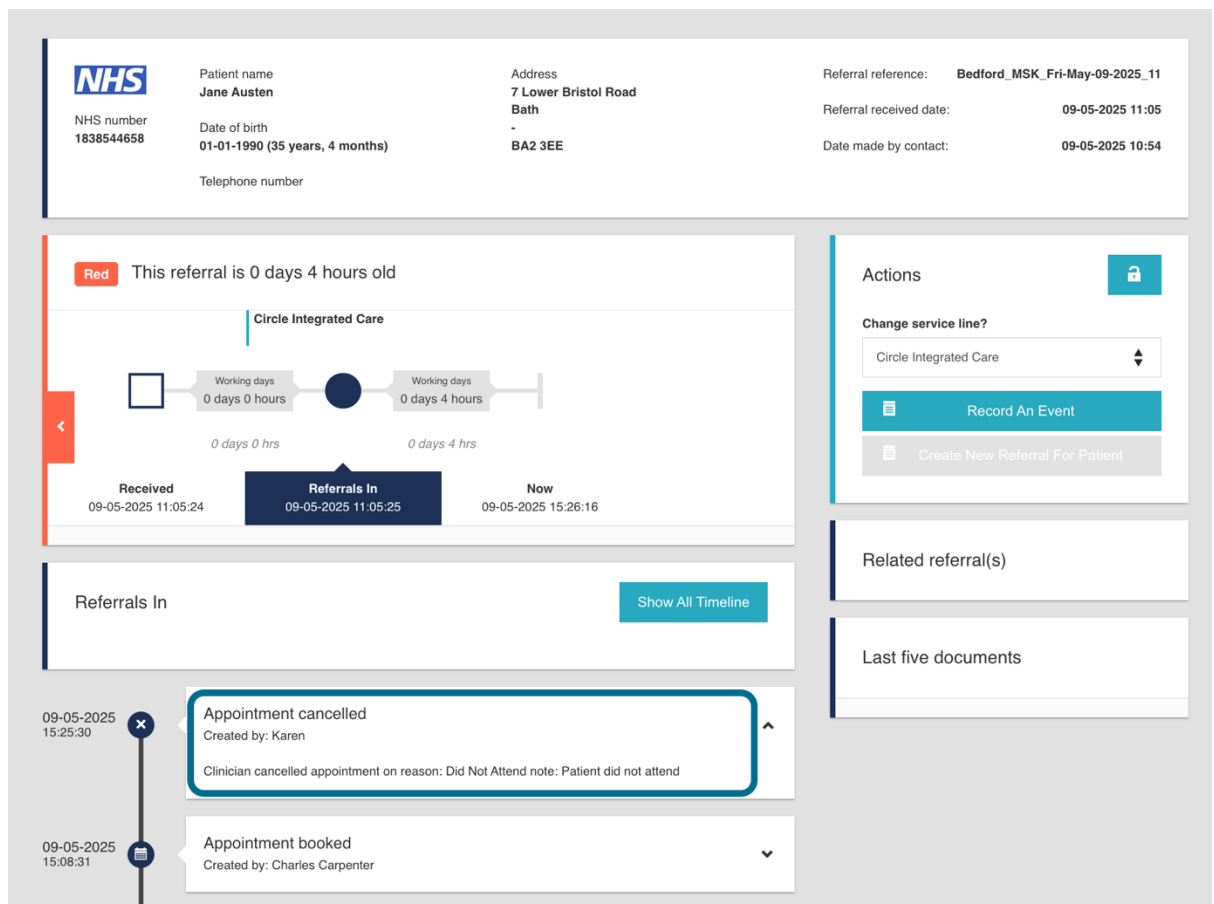 NHS
NHS number
1838544658
Patient name
Jane Austen
Date of birth
01-01-1990 (35 years, 4 months)
Telephone number
Address
7 Lower Bristol Road
Bath
-
BA2 3EE
Referral reference: Bedford_MSK_Fri-May-09-2025_11
Referral received date: 09-05-2025 11:05
Date made by contact: 09-05-2025 10:54
Red This referral is 0 days 4 hours old
Circle Integrated Care
Working days
0 days 0 hours
Working days
0 days 4 hours
0 days 0 hrs
0 days 4 hrs
Received
09-05-2025 11:05:24
Referrals In
09-05-2025 11:05:25
Now
09-05-2025 15:26:16
Actions
Change service line?
Circle Integrated Care
Record An Event
Create New Referral For Patient
Related referral(s)
Last five documents
Referrals In
Show All Timeline
09-05-2025
15:25:30
Appointment cancelled
Created by: Karen
Clinician cancelled appointment on reason: Did Not Attend note: Patient did not attend
09-05-2025
15:08:31
Appointment booked
Created by: Charles Carpenter